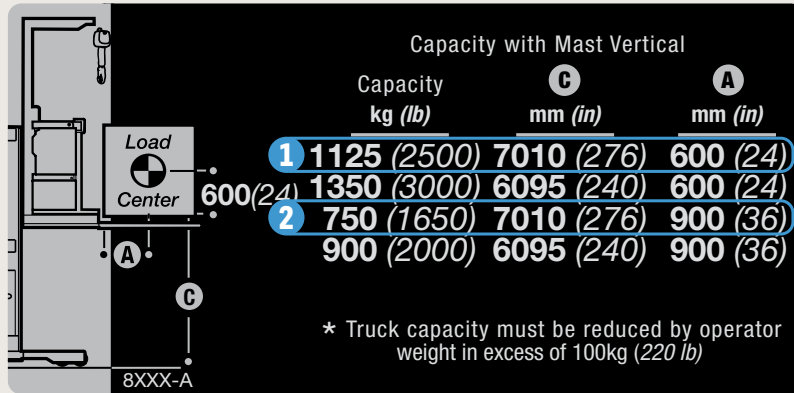 Capacity with Mast Vertical
Capacity C A
kg (lb) mm (in) mm (in)
1 1125 (2500) 7010 (276) 600 (24)
1350 (3000) 6095 (240) 600 (24)
2 750 (1650) 7010 (276) 900 (36)
900 (2000) 6095 (240) 900 (36)
* Truck capacity must be reduced by operator
weight in excess of 100kg (220 lb)
Load
Center
600(24)
A
C
8XXX-A